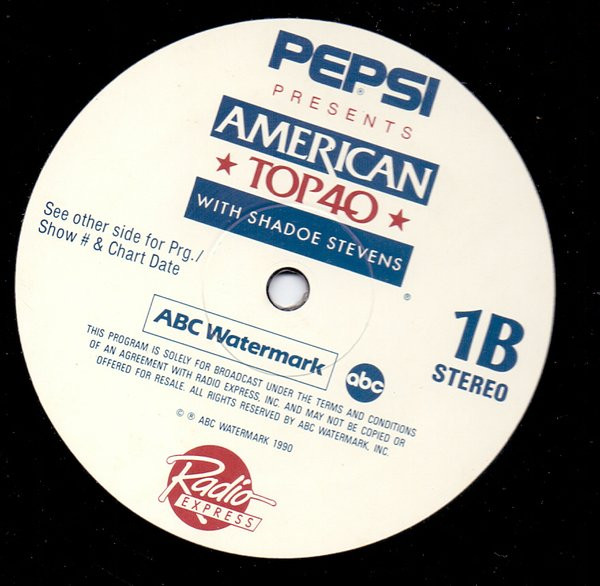 PEPSI
®
PRESENTS
AMERICAN
★ TOP40 ★
WITH SHADOE STEVENS
®
See other side for Prg./
Show # & Chart Date
ABC Watermark
abc
1B
STEREO
THIS PROGRAM IS SOLELY FOR BROADCAST UNDER THE TERMS AND CONDITIONS
OF AN AGREEMENT WITH RADIO EXPRESS, INC. AND MAY NOT BE COPIED OR
OFFERED FOR RESALE. ALL RIGHTS RESERVED BY ABC WATERMARK, INC.
© ℗ ABC WATERMARK 1990
Radio
EXPRESS